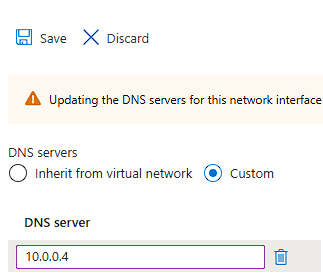 Save Discard
Updating the DNS servers for this network interface
DNS servers
Inherit from virtual network Custom
DNS server
10.0.0.4